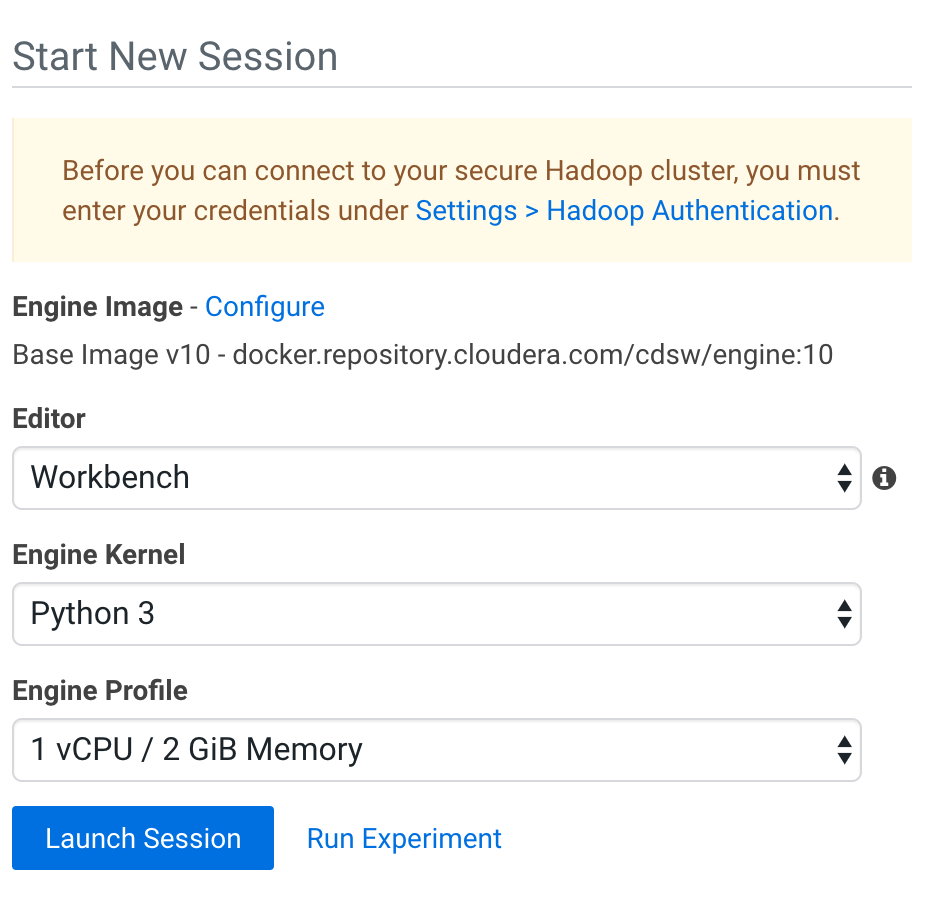 Start New Session
Before you can connect to your secure Hadoop cluster, you must
enter your credentials under Settings > Hadoop Authentication.
Engine Image - Configure
Base Image v10 - docker.repository.cloudera.com/cdsw/engine:10
Editor
Workbench
Engine Kernel
Python 3
Engine Profile
1 vCPU / 2 GiB Memory
Launch Session Run Experiment